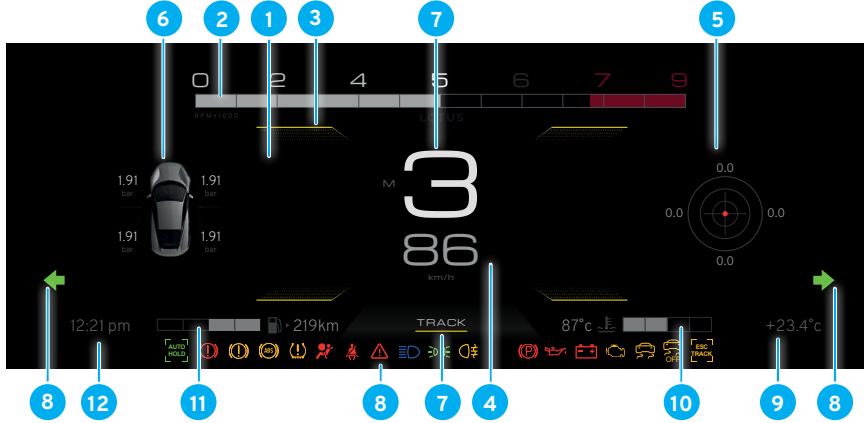 6 2 1 3 7 5
0 2 4 5 6 7 9
RPM×1000
LOTUS
1.91 bar 1.91 bar
M 3
0.0
0.0 0.0
0.0
1.91 bar 1.91 bar
86
km/h
12:21 pm 219km TRACK 87°c +23.4°c
AUTO HOLD ABS P OFF ESC TRACK
8 12 11 8 7 4 10 9 8